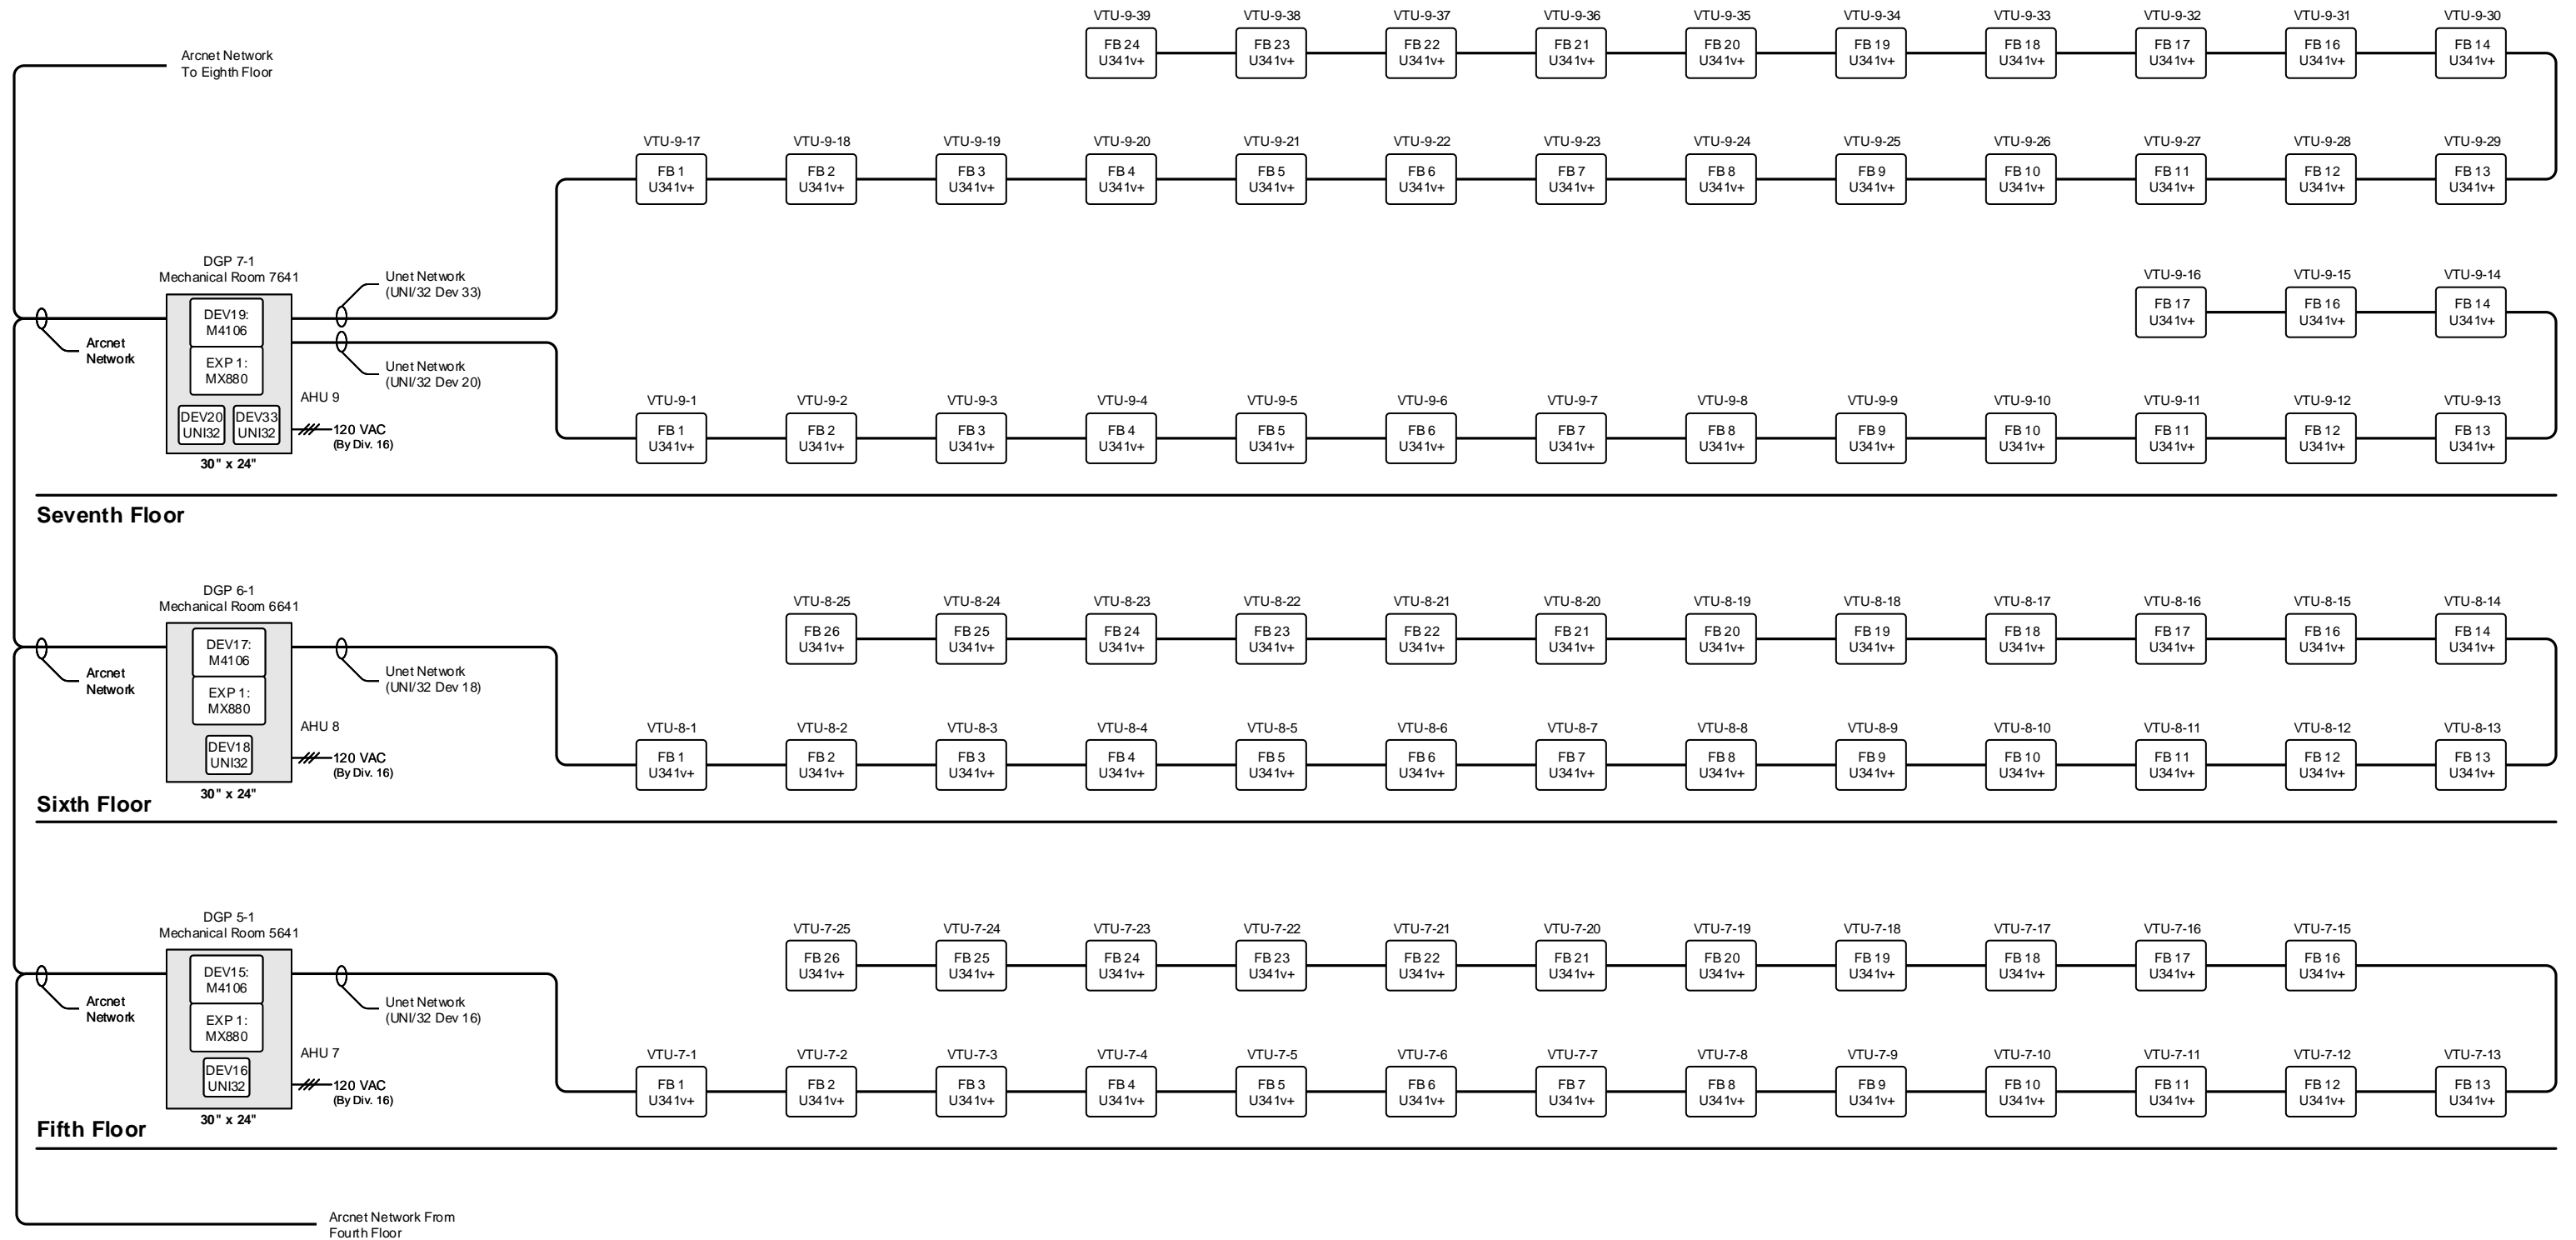 VTU-9-39 VTU-9-38 VTU-9-37 VTU-9-36 VTU-9-35 VTU-9-34 VTU-9-33 VTU-9-32 VTU-9-31 VTU-9-30
FB 24 FB 23 FB 22 FB 21 FB 20 FB 19 FB 18 FB 17 FB 16 FB 14
U341v+ U341v+ U341v+ U341v+ U341v+ U341v+ U341v+ U341v+ U341v+ U341v+
Arcnet Network
To Eighth Floor
VTU-9-17 VTU-9-18 VTU-9-19 VTU-9-20 VTU-9-21 VTU-9-22 VTU-9-23 VTU-9-24 VTU-9-25 VTU-9-26 VTU-9-27 VTU-9-28 VTU-9-29
FB 1 FB 2 FB 3 FB 4 FB 5 FB 6 FB 7 FB 8 FB 9 FB 10 FB 11 FB 12 FB 13
U341v+ U341v+ U341v+ U341v+ U341v+ U341v+ U341v+ U341v+ U341v+ U341v+ U341v+ U341v+ U341v+
DGP 7-1
Mechanical Room 7641
Unet Network
(UNI/32 Dev 33)
VTU-9-16 VTU-9-15 VTU-9-14
FB 17 FB 16 FB 14
U341v+ U341v+ U341v+
DEV19:
M4106
Arcnet
Network
EXP 1:
MX880
Unet Network
(UNI/32 Dev 20)
AHU 9
DEV20 DEV33
UNI32 UNI32
120 VAC
(By Div. 16)
30" x 24"
VTU-9-1 VTU-9-2 VTU-9-3 VTU-9-4 VTU-9-5 VTU-9-6 VTU-9-7 VTU-9-8 VTU-9-9 VTU-9-10 VTU-9-11 VTU-9-12 VTU-9-13
FB 1 FB 2 FB 3 FB 4 FB 5 FB 6 FB 7 FB 8 FB 9 FB 10 FB 11 FB 12 FB 13
U341v+ U341v+ U341v+ U341v+ U341v+ U341v+ U341v+ U341v+ U341v+ U341v+ U341v+ U341v+ U341v+
Seventh Floor
DGP 6-1
Mechanical Room 6641
VTU-8-25 VTU-8-24 VTU-8-23 VTU-8-22 VTU-8-21 VTU-8-20 VTU-8-19 VTU-8-18 VTU-8-17 VTU-8-16 VTU-8-15 VTU-8-14
FB 26 FB 25 FB 24 FB 23 FB 22 FB 21 FB 20 FB 19 FB 18 FB 17 FB 16 FB 14
U341v+ U341v+ U341v+ U341v+ U341v+ U341v+ U341v+ U341v+ U341v+ U341v+ U341v+ U341v+
DEV17:
M4106
Arcnet
Network
EXP 1:
MX880
Unet Network
(UNI/32 Dev 18)
AHU 8
DEV18
UNI32
120 VAC
(By Div. 16)
30" x 24"
VTU-8-1 VTU-8-2 VTU-8-3 VTU-8-4 VTU-8-5 VTU-8-6 VTU-8-7 VTU-8-8 VTU-8-9 VTU-8-10 VTU-8-11 VTU-8-12 VTU-8-13
FB 1 FB 2 FB 3 FB 4 FB 5 FB 6 FB 7 FB 8 FB 9 FB 10 FB 11 FB 12 FB 13
U341v+ U341v+ U341v+ U341v+ U341v+ U341v+ U341v+ U341v+ U341v+ U341v+ U341v+ U341v+ U341v+
Sixth Floor
DGP 5-1
Mechanical Room 5641
VTU-7-25 VTU-7-24 VTU-7-23 VTU-7-22 VTU-7-21 VTU-7-20 VTU-7-19 VTU-7-18 VTU-7-17 VTU-7-16 VTU-7-15
FB 26 FB 25 FB 24 FB 23 FB 22 FB 21 FB 20 FB 19 FB 18 FB 17 FB 16
U341v+ U341v+ U341v+ U341v+ U341v+ U341v+ U341v+ U341v+ U341v+ U341v+ U341v+
DEV15:
M4106
Arcnet
Network
EXP 1:
MX880
Unet Network
(UNI/32 Dev 16)
AHU 7
DEV16
UNI32
120 VAC
(By Div. 16)
30" x 24"
VTU-7-1 VTU-7-2 VTU-7-3 VTU-7-4 VTU-7-5 VTU-7-6 VTU-7-7 VTU-7-8 VTU-7-9 VTU-7-10 VTU-7-11 VTU-7-12 VTU-7-13
FB 1 FB 2 FB 3 FB 4 FB 5 FB 6 FB 7 FB 8 FB 9 FB 10 FB 11 FB 12 FB 13
U341v+ U341v+ U341v+ U341v+ U341v+ U341v+ U341v+ U341v+ U341v+ U341v+ U341v+ U341v+ U341v+
Fifth Floor
Arcnet Network From
Fourth Floor